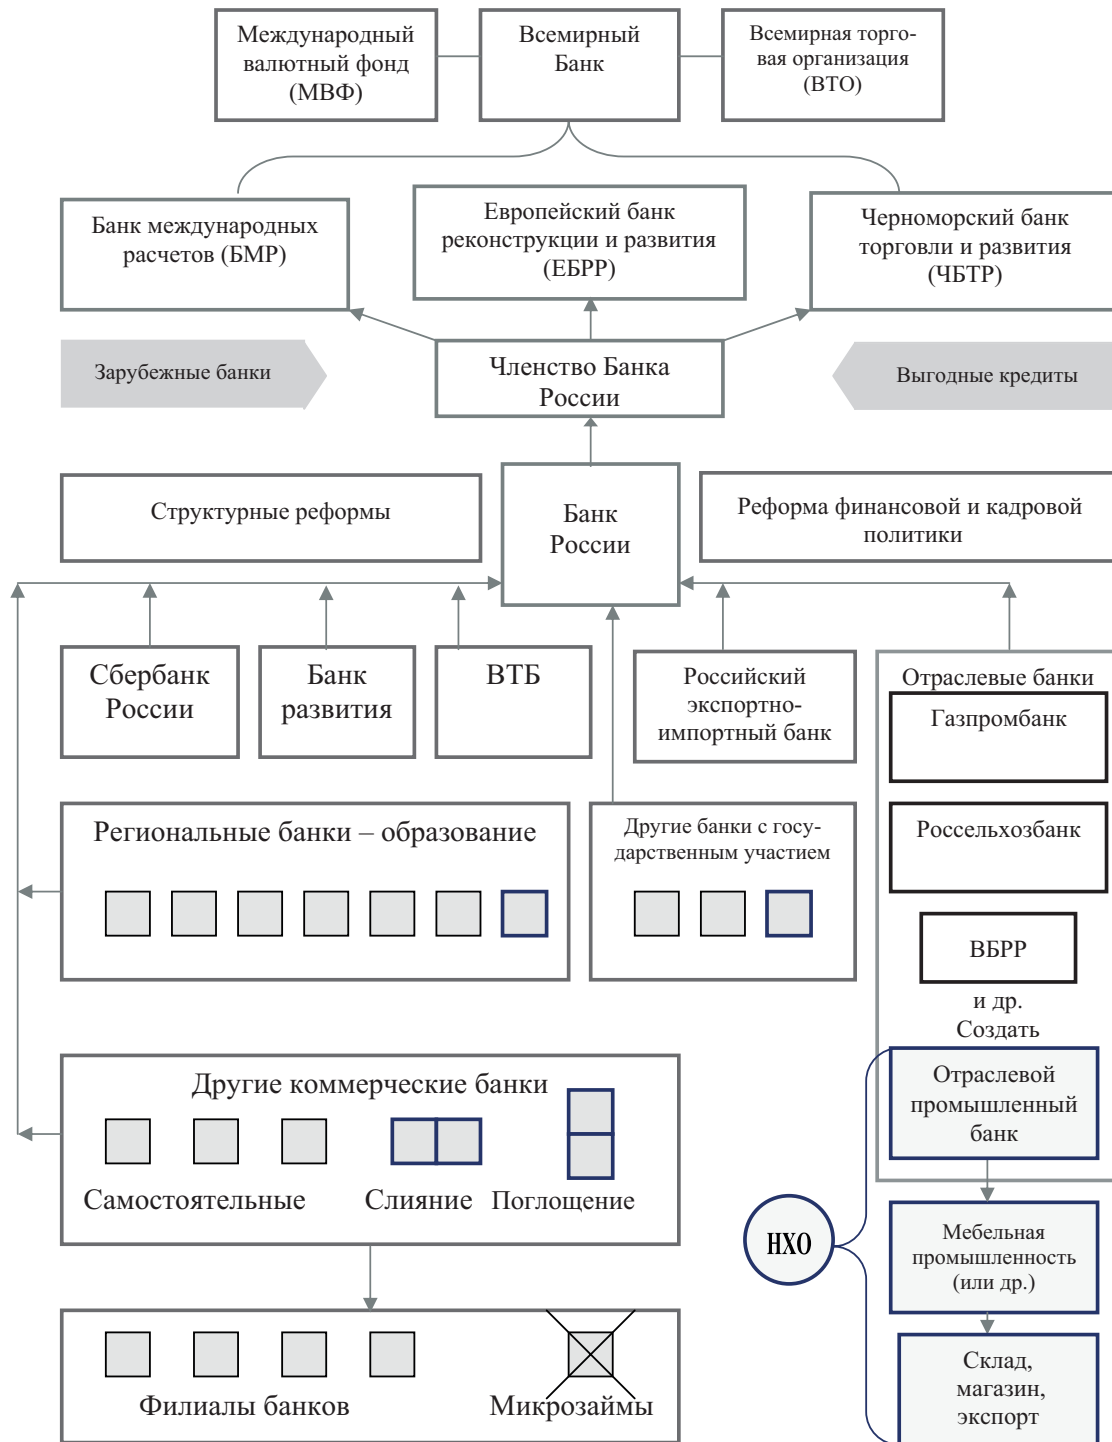 Международный
валютный фонд
(МВФ)
Всемирный
Банк
Всемирная торго-
вая организация
(ВТО)
Банк международных
расчетов (БМР)
Европейский банк
реконструкции и развития
(ЕБРР)
Черноморский банк
торговли и развития
(ЧБТР)
Зарубежные банки
Членство Банка
России
Выгодные кредиты
Структурные реформы
Банк
России
Реформа финансовой и кадровой
политики
Сбербанк
России
Банк
развития
ВТБ
Российский
экспортно-
импортный банк
Отраслевые банки
Газпромбанк
Россельхозбанк
ВБРР
и др.
Создать
Отраслевой
промышленный
банк
Региональные банки – образование
Другие банки с госу-
дарственным участием
Другие коммерческие банки
Самостоятельные
Слияние
Поглощение
НХО
Мебельная
промышленность
(или др.)
Склад,
магазин,
экспорт
Филиалы банков
Микрозаймы